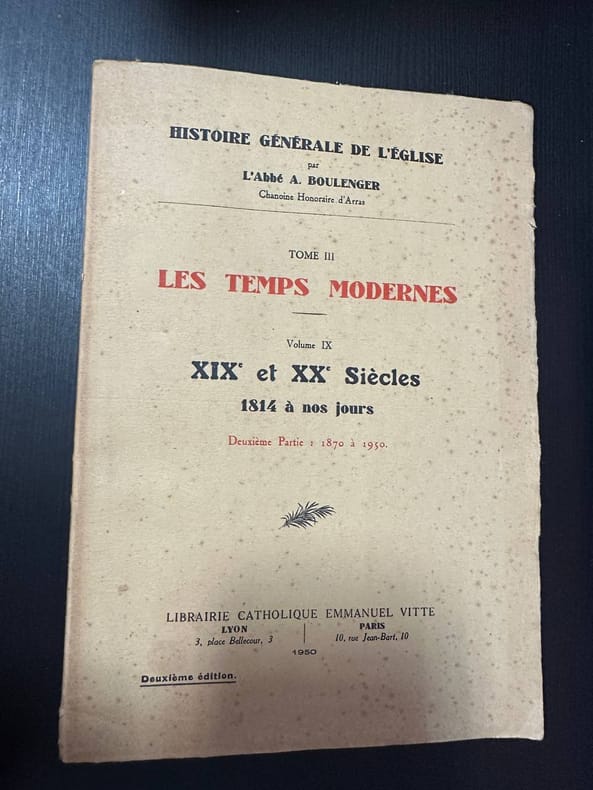 HISTOIRE GÉNÉRALE DE L'ÉGLISE
par
L'Abbé A. BOULENGER
Chanoine Honoraire d'Arras
TOME III
LES TEMPS MODERNES
Volume IX
XIXe et XXe Siècles
1814 à nos jours
Deuxième Partie : 1870 à 1950.
LIBRAIRIE CATHOLIQUE EMMANUEL VITTE
LYON
3, place Bellecour, 3
PARIS
10, rue Jean-Bart, 10
1950
Deuxième édition.